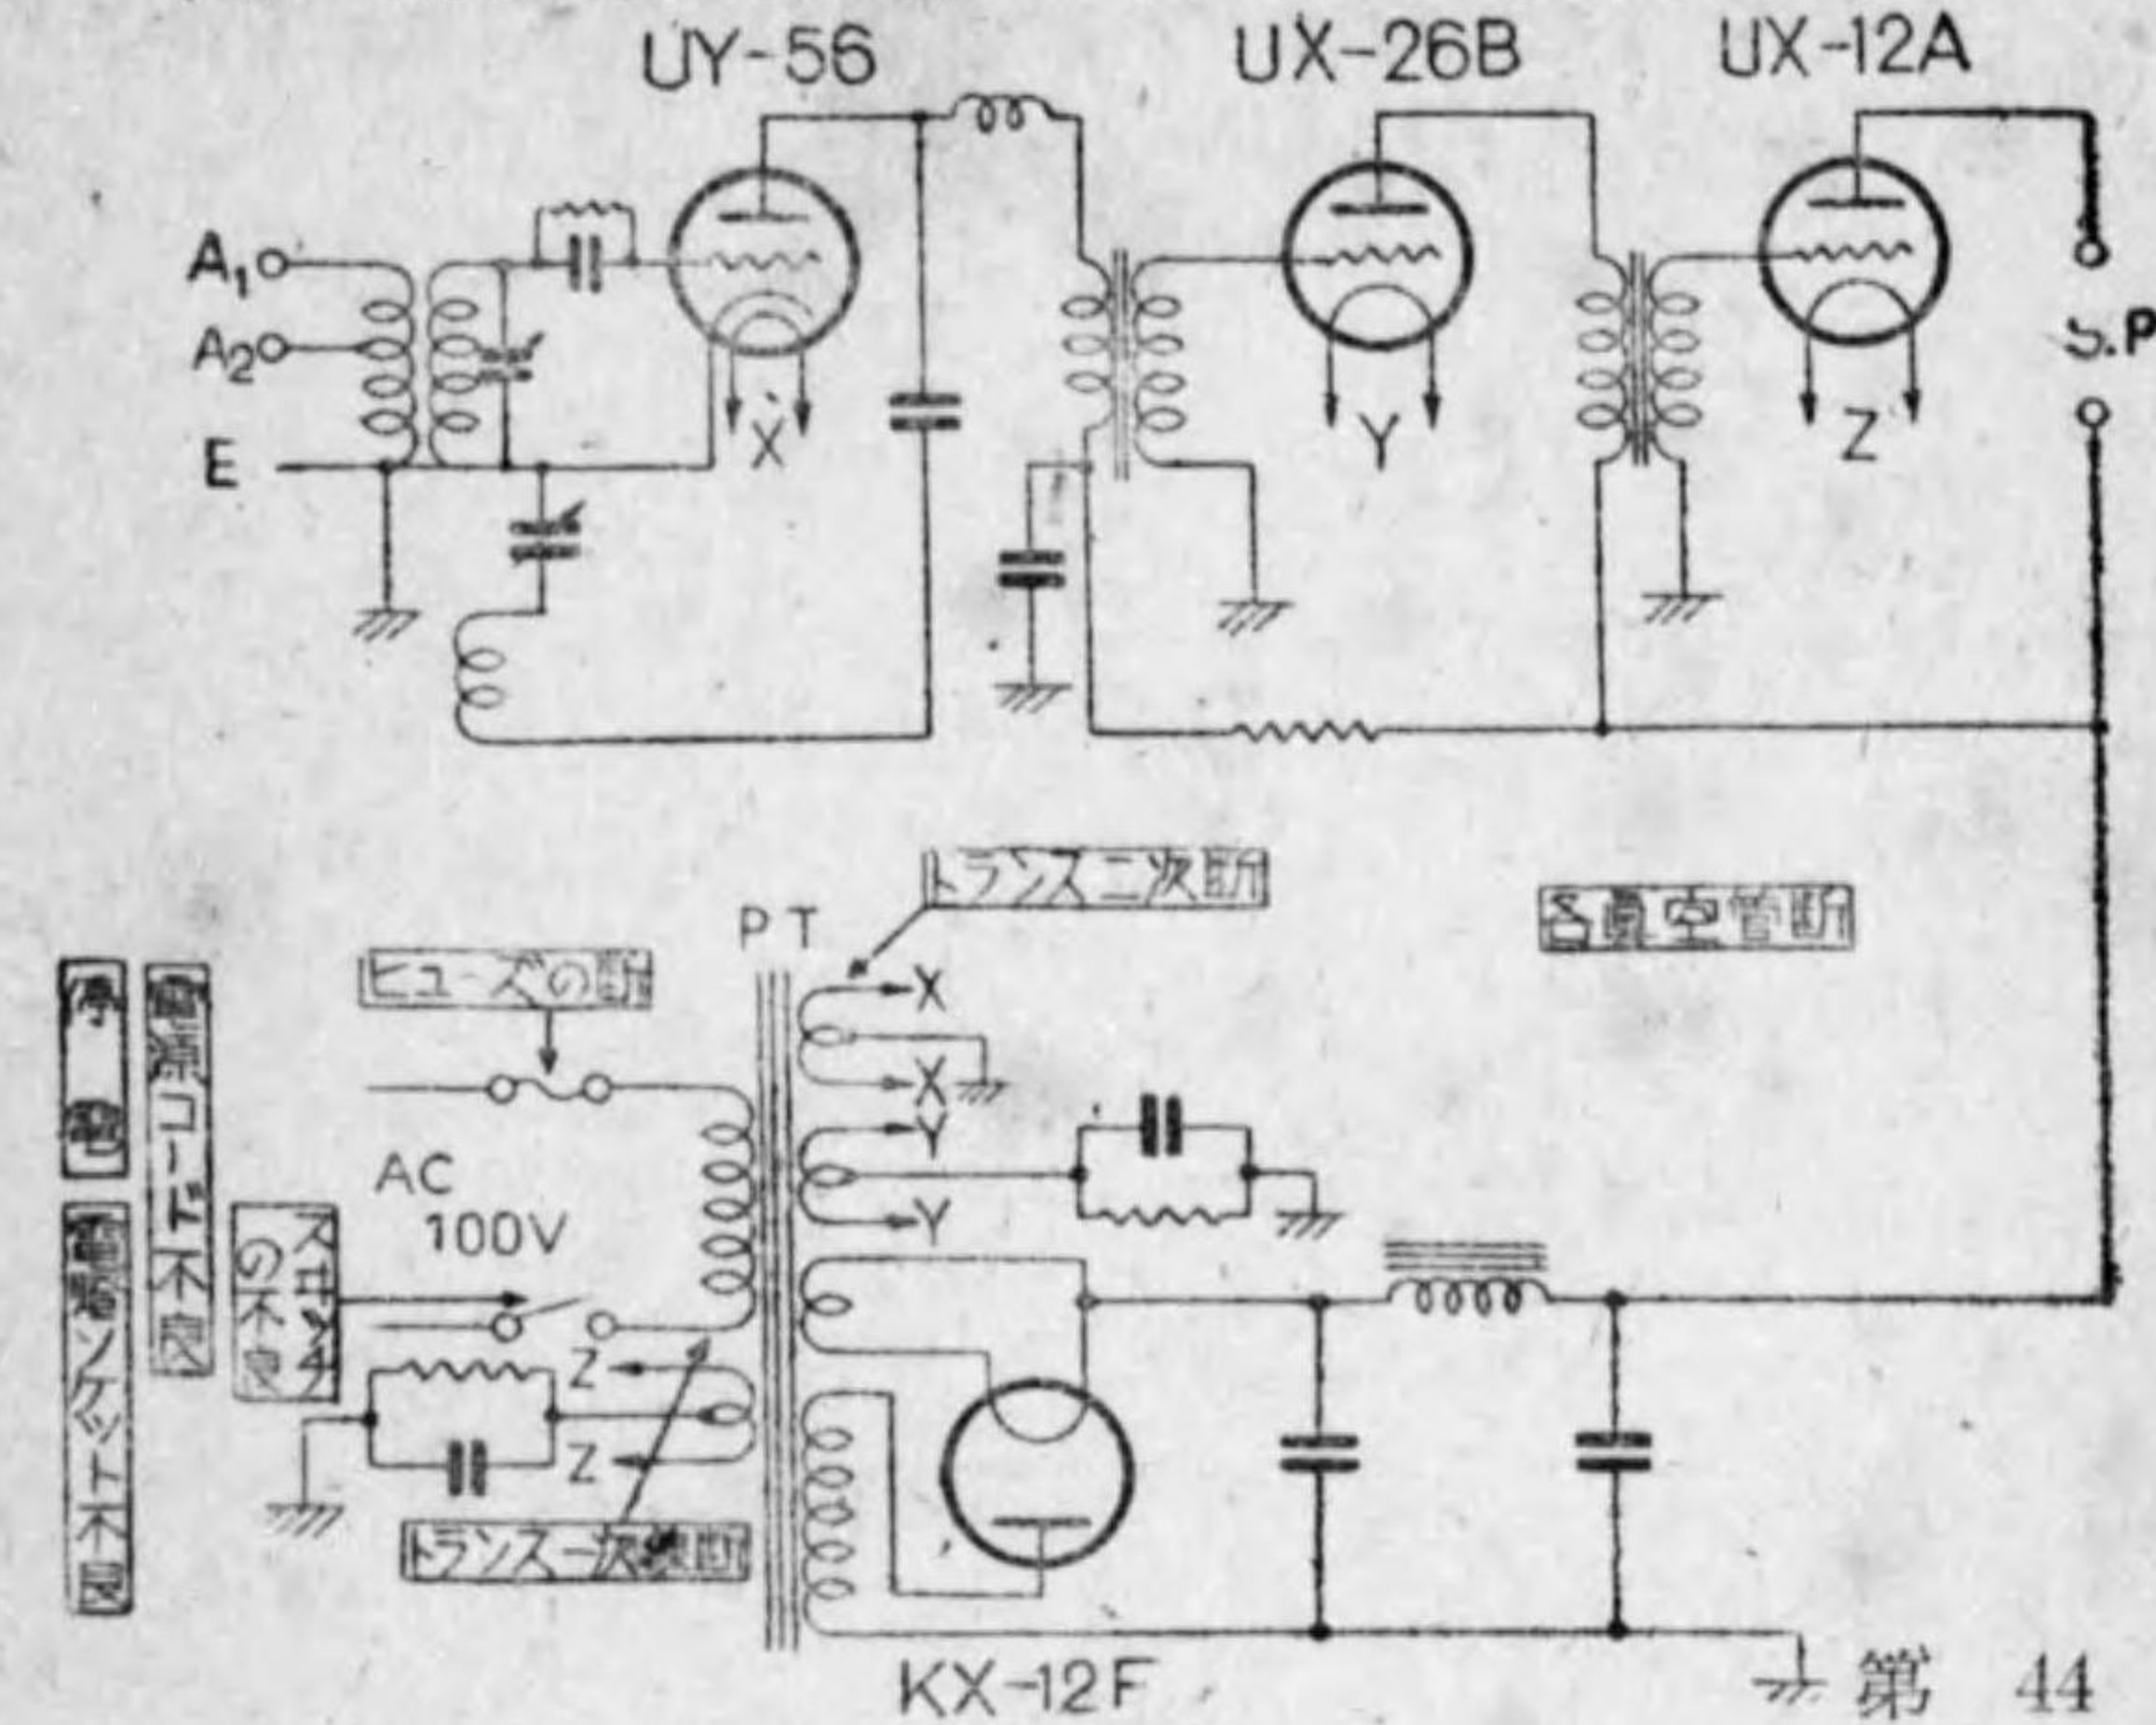 UY-56
UX-26B
UX-12A
A1
A2
E
X
Y
Z
S.P
トランス二次断
各眞空管断
PT
ヒューズの断
停電
電源コード不良
電燈ソケット不良
スヰッチ
の不良
AC
100V
X
X
Y
Y
Z
Z
トランス一次線断
KX-12F
第 44